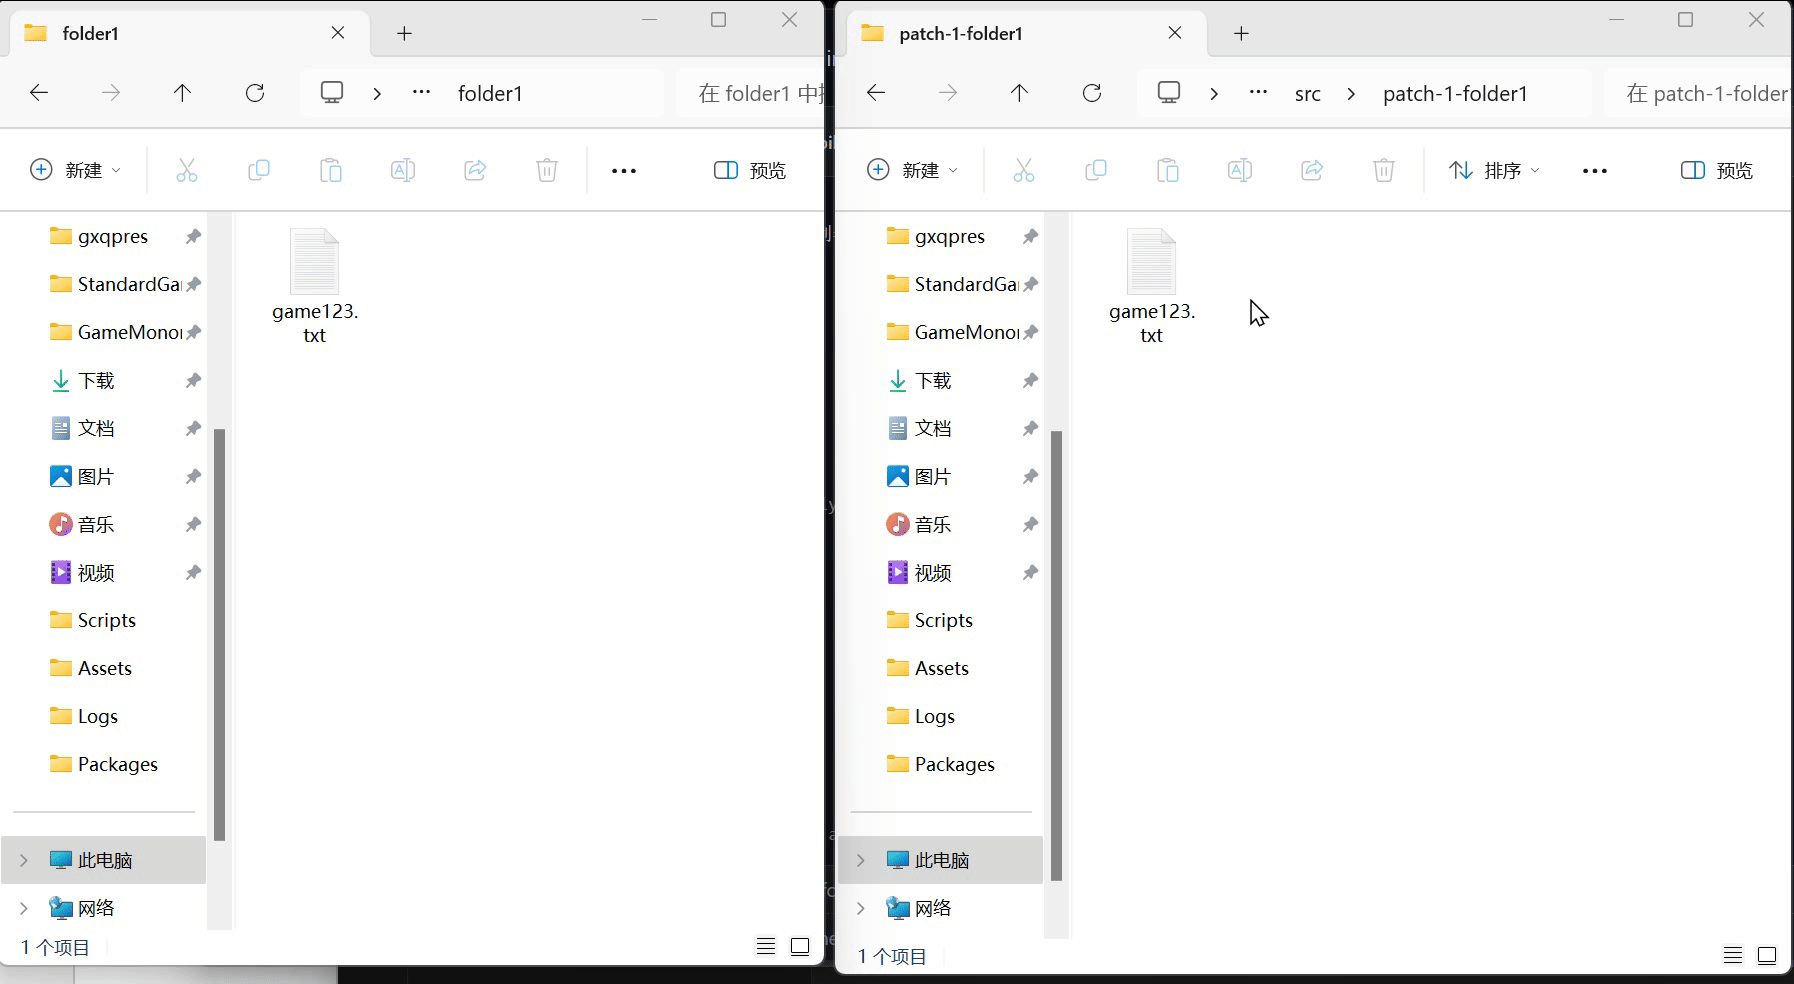 folder1
folder1
在 folder1 中
新建
预览
gxqpres
StandardGa
GameMono
下载
文档
图片
音乐
视频
Scripts
Assets
Logs
Packages
此电脑
网络
1 个项目
game123.
txt
patch-1-folder1
src
patch-1-folder1
在 patch-1-folder
新建
排序
预览
gxqpres
StandardGa
GameMono
下载
文档
图片
音乐
视频
Scripts
Assets
Logs
Packages
此电脑
网络
1 个项目
game123.
txt